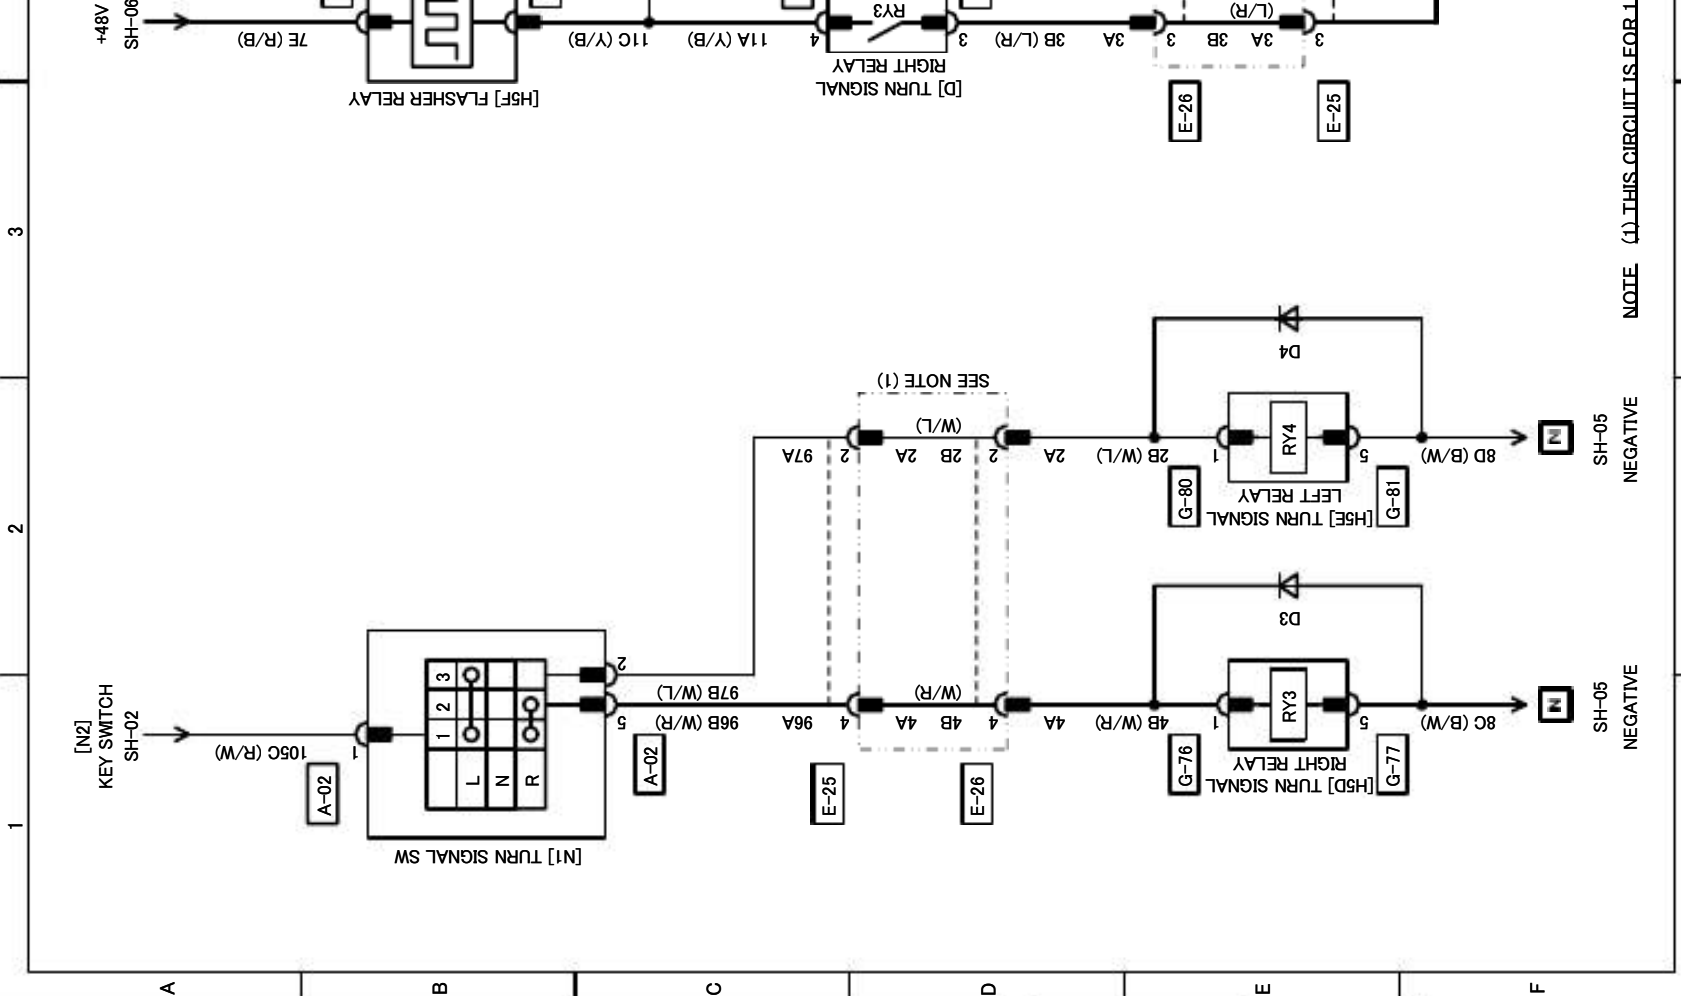 +48V
SH-06
7E (R/B)
11C (Y/B)
11A (Y/B)
4
RY3
3
3B (L/R)
3A
3
3B
(L/R)
3A
3
[H5F] FLASHER RELAY
[D] TURN SIGNAL
RIGHT RELAY
E-26
E-25
NOTE (1) THIS CIRCUIT IS FOR 1
3
D4
SEE NOTE (1)
97A
2
2A
(W/L)
2B
2
2A
2B (W/L)
1
RY4
5
8D (B/W)
N
SH-05
NEGATIVE
G-80
[H5E] TURN SIGNAL
LEFT RELAY
G-81
2
D3
[N2]
KEY SWITCH
SH-02
105C (R/W)
1
A-02
1 2 3
L
N
R
2
5
97B (W/L)
96B (W/R)
96A
4
4A
(W/R)
4B
4
4A
4B (W/R)
1
RY3
5
8C (B/W)
N
SH-05
NEGATIVE
A-02
E-25
E-26
G-76
[H5D] TURN SIGNAL
RIGHT RELAY
G-77
[N1] TURN SIGNAL SW
1
A B C D E F